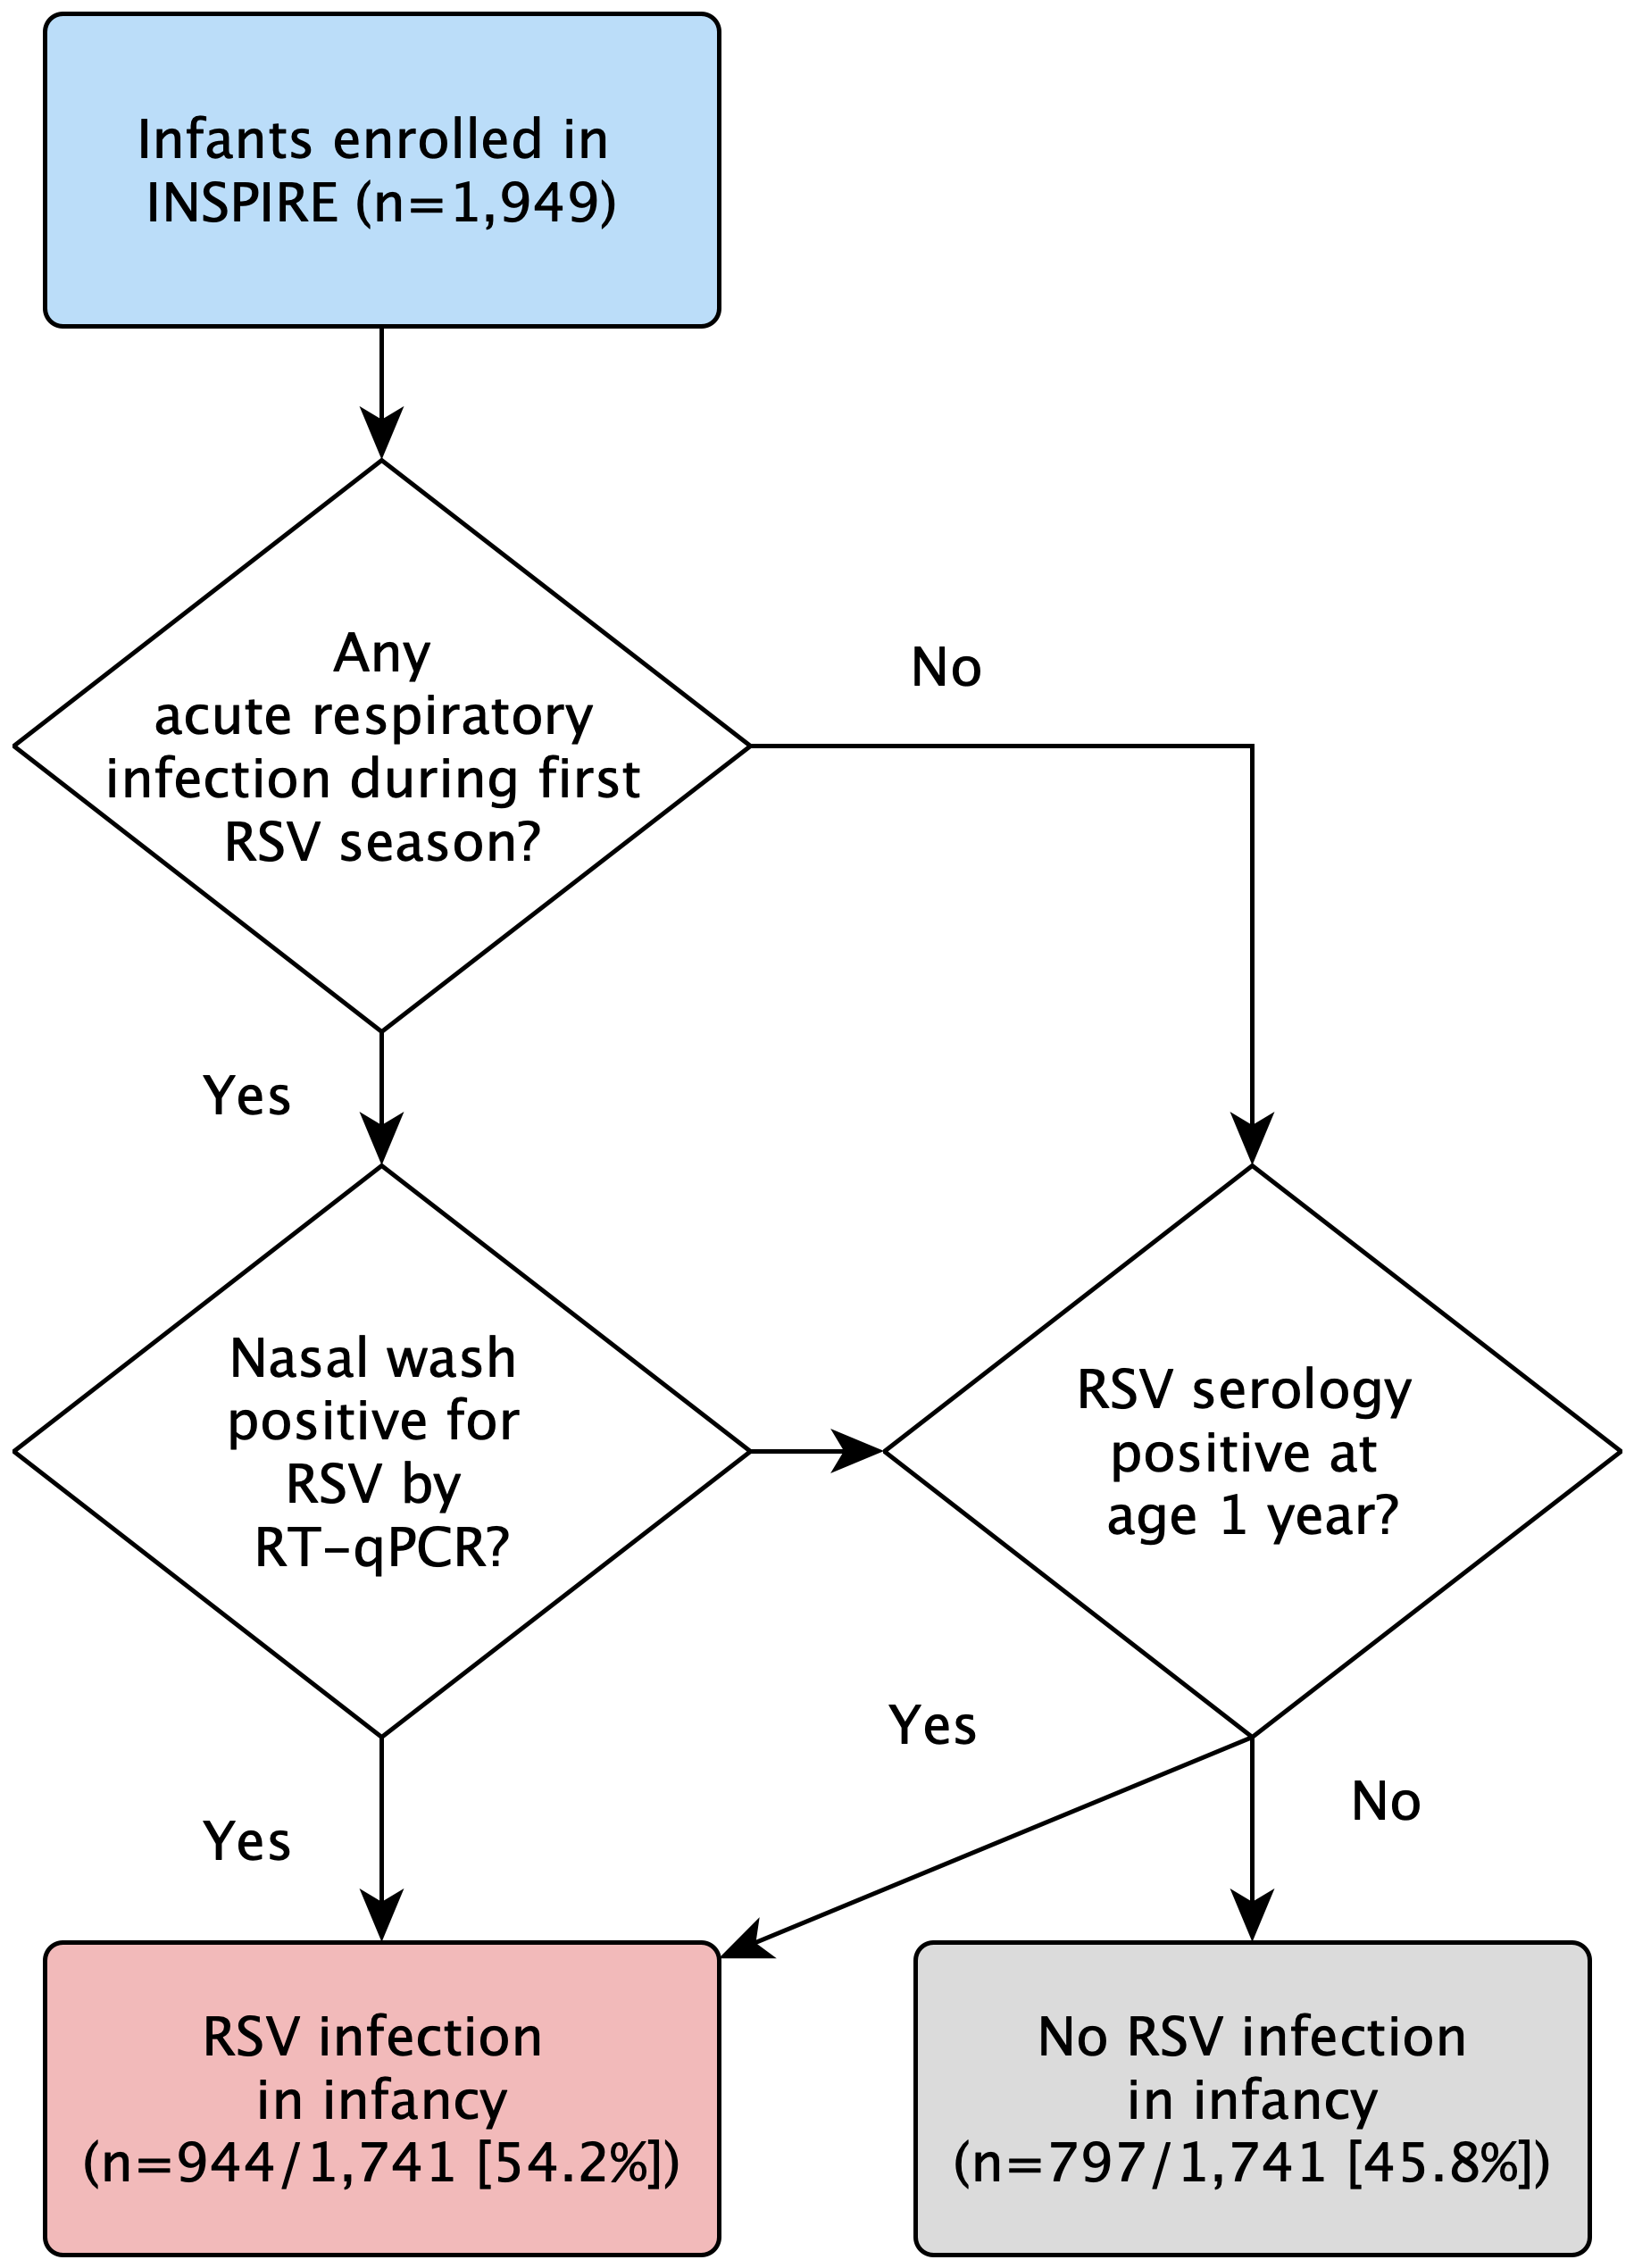 Infants enrolled in
INSPIRE (n=1,949)
Any
acute respiratory
infection during first
RSV season?
No
Yes
Nasal wash
positive for
RSV by
RT-qPCR?
RSV serology
positive at
age 1 year?
Yes
Yes
No
RSV infection
in infancy
(n=944/1,741 [54.2%])
No RSV infection
in infancy
(n=797/1,741 [45.8%])